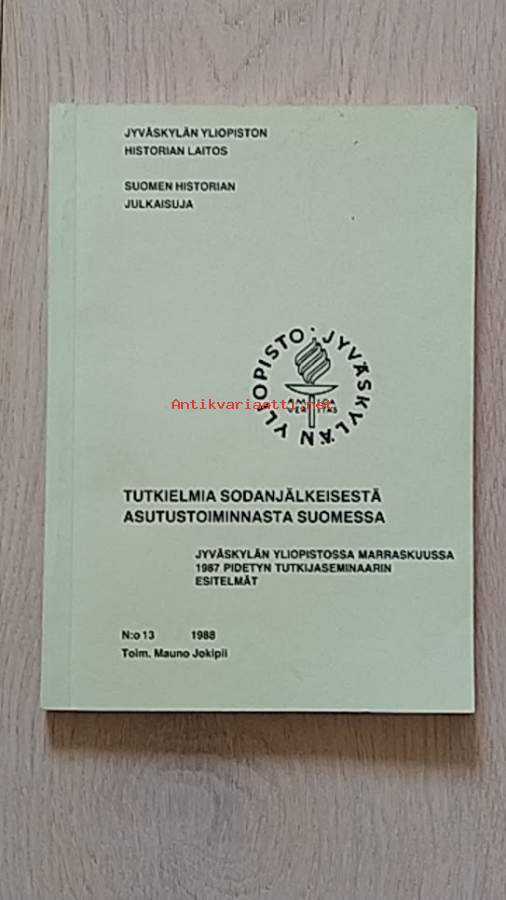 JYVÄSKYLÄN YLIOPISTON
HISTORIAN LAITOS
SUOMEN HISTORIAN
JULKAISUJA
JYVÄSKYLÄN YLIOPISTO
Antikvariaatti.net
TUTKIELMIA SODANJÄLKEISESTÄ
ASUTUSTOIMINNASTA SUOMESSA
JYVÄSKYLÄN YLIOPISTOSSA MARRASKUUSSA
1987 PIDETYN TUTKIJASEMINAARIN
ESITELMÄT
N:o 13 1988
Toim. Mauno Jokipii